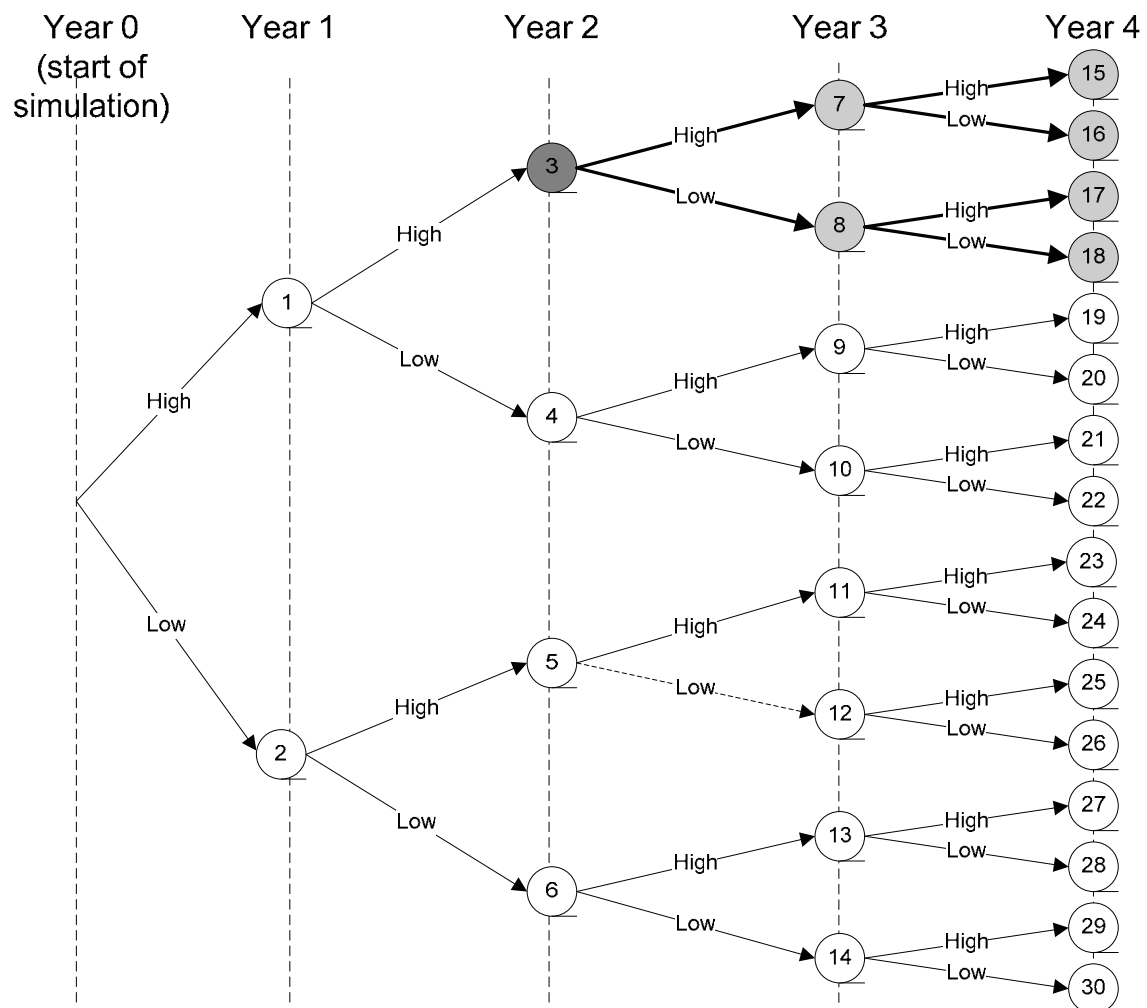 Year 0
(start of
simulation)
Year 1
Year 2
Year 3
Year 4
High
Low
1
2
High
Low
High
Low
3
4
5
6
High
Low
High
Low
High
Low
High
Low
7
8
9
10
11
12
13
14
High
Low
High
Low
High
Low
High
Low
High
Low
High
Low
High
Low
High
Low
15
16
17
18
19
20
21
22
23
24
25
26
27
28
29
30